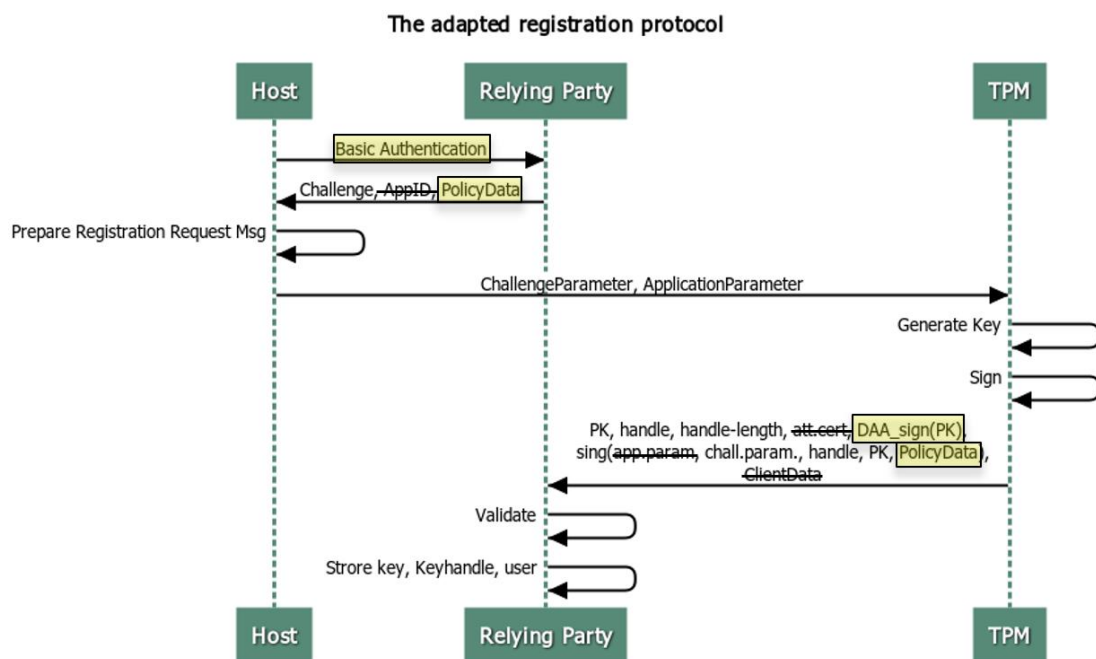 The adapted registration protocol
Host
Relying Party
TPM
Basic Authentication
Challenge, AppID, PolicyData
Prepare Registration Request Msg
ChallengeParameter, ApplicationParameter
Generate Key
Sign
PK, handle, handle-length, att.cert, DAA_sign(PK),
sing(app.param, chall.param., handle, PK, PolicyData),
ClientData
Validate
Strore key, Keyhandle, user
Host
Relying Party
TPM